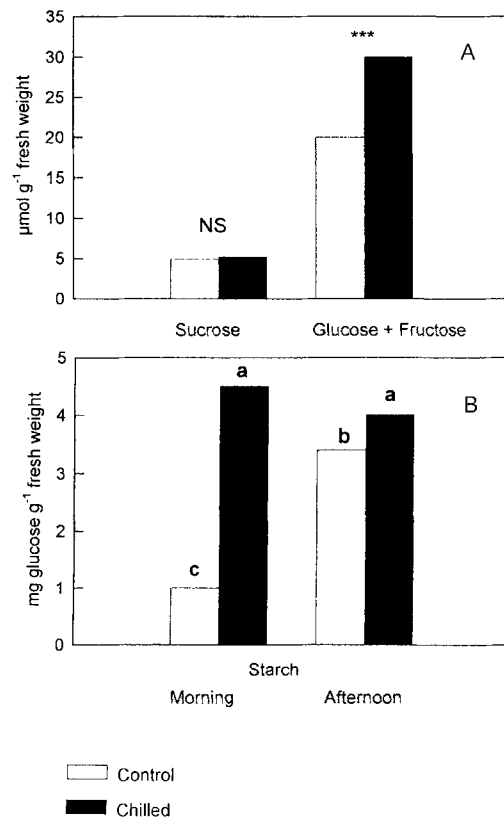 35
***
A
30
25
20
15
10
5
0
NS
µmol g-1 fresh weight
Sucrose Glucose + Fructose
5
a
B
4
a
b
3
2
1
c
0
mg glucose g-1 fresh weight
Starch
Morning Afternoon
Control
Chilled